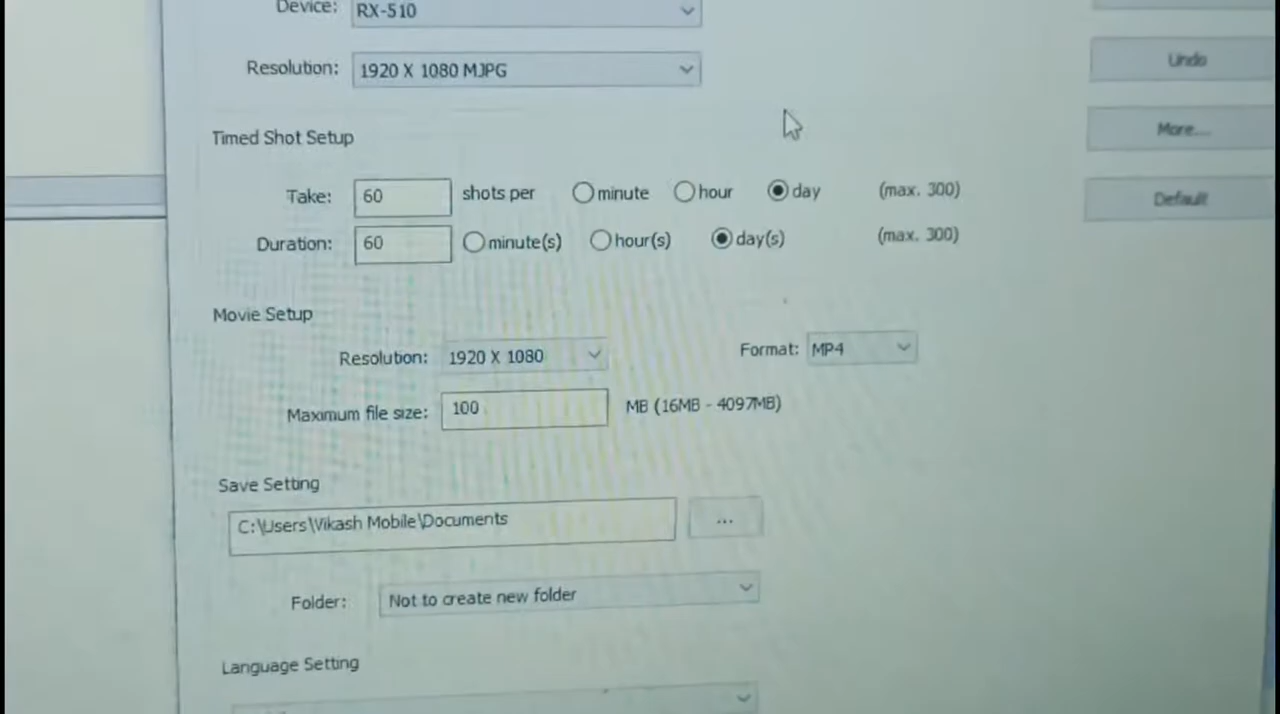 Device: RX-510
Resolution: 1920 X 1080 MJPG
Undo
More....
Default
Timed Shot Setup
Take: 60 shots per minute hour day (max. 300)
Duration: 60 minute(s) hour(s) day(s) (max. 300)
Movie Setup
Resolution: 1920 X 1080 Format: MP4
Maximum file size: 100 MB (16MB - 4097MB)
Save Setting
C:\Users\Vikash Mobile\Documents ...
Folder: Not to create new folder
Language Setting